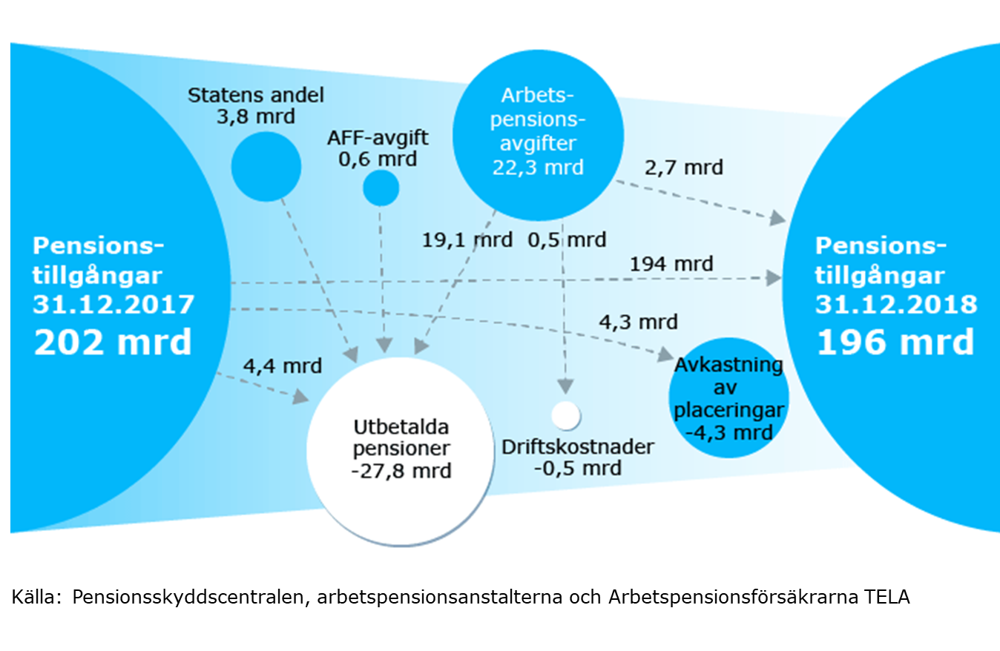 Statens andel
3,8 mrd
AFF-avgift
0,6 mrd
Arbets-
pensions-
avgifter
22,3 mrd
2,7 mrd
19,1 mrd
0,5 mrd
194 mrd
Pensions-
tillgångar
31.12.2017
202 mrd
Pensions-
tillgångar
31.12.2018
196 mrd
4,3 mrd
4,4 mrd
Avkastning
av
placeringar
-4,3 mrd
Utbetalda
pensioner
-27,8 mrd
Driftskostnader
-0,5 mrd
Källa: Pensionsskyddscentralen, arbetspensionsanstalterna och Arbetspensionsförsäkrarna TELA